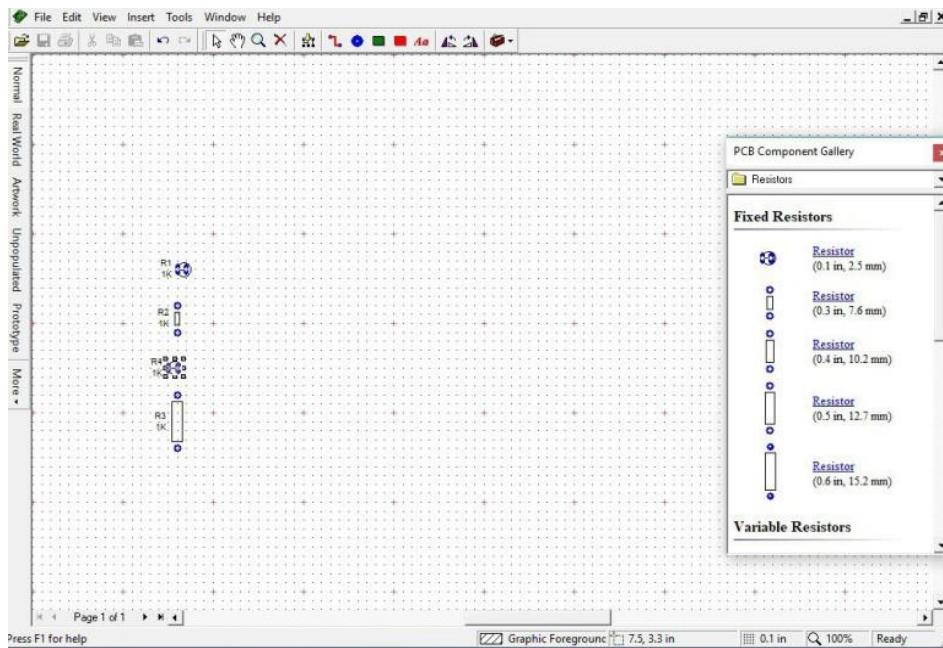 File Edit View Insert Tools Window Help
Aa
Normal
Real World
Artwork
Unpopulated
Prototype
More
PCB Component Gallery
Resistors
Fixed Resistors
Resistor
(0.1 in, 2.5 mm)
Resistor
(0.3 in, 7.6 mm)
Resistor
(0.4 in, 10.2 mm)
Resistor
(0.5 in, 12.7 mm)
Resistor
(0.6 in, 15.2 mm)
Variable Resistors
R1
1K
R2
1K
R4
1K
R3
1K
Page 1 of 1
Press F1 for help
Graphic Foregrounc
7.5, 3.3 in
0.1 in
100%
Ready